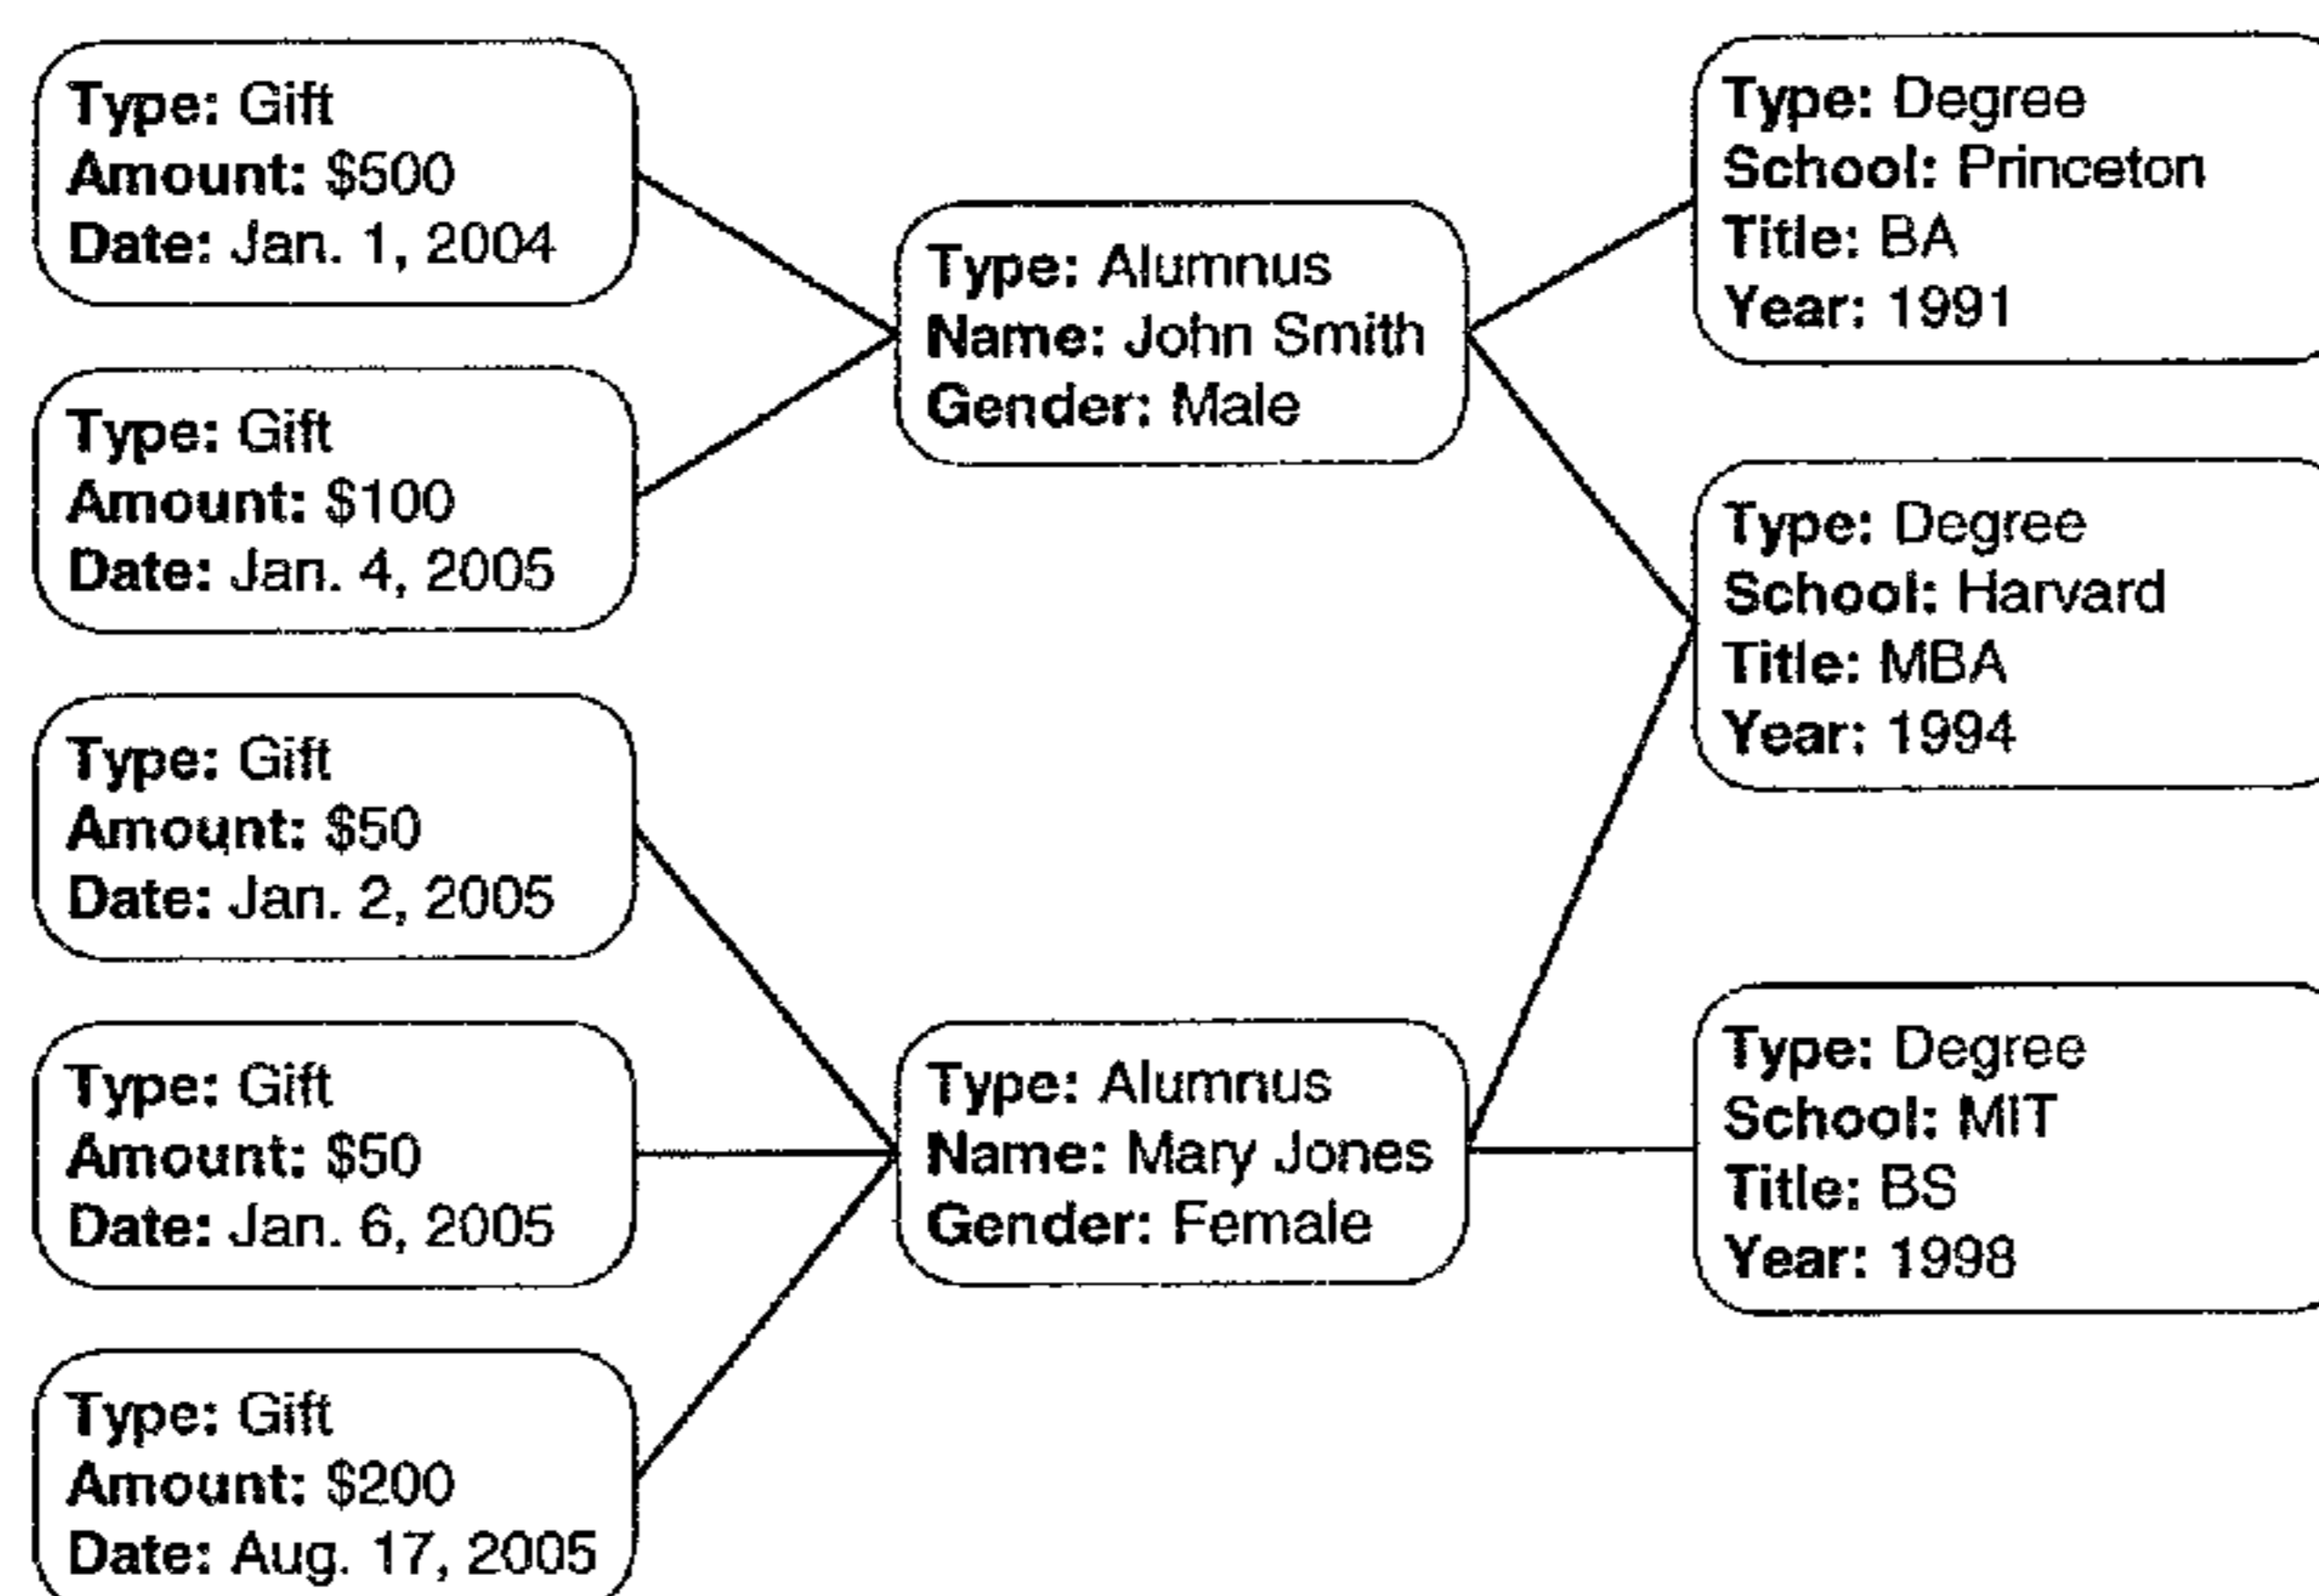 Type: Gift
Amount: $500
Date: Jan. 1, 2004
Type: Gift
Amount: $100
Date: Jan. 4, 2005
Type: Gift
Amount: $50
Date: Jan. 2, 2005
Type: Gift
Amount: $50
Date: Jan. 6, 2005
Type: Gift
Amount: $200
Date: Aug. 17, 2005
Type: Alumnus
Name: John Smith
Gender: Male
Type: Alumnus
Name: Mary Jones
Gender: Female
Type: Degree
School: Princeton
Title: BA
Year: 1991
Type: Degree
School: Harvard
Title: MBA
Year: 1994
Type: Degree
School: MIT
Title: BS
Year: 1998